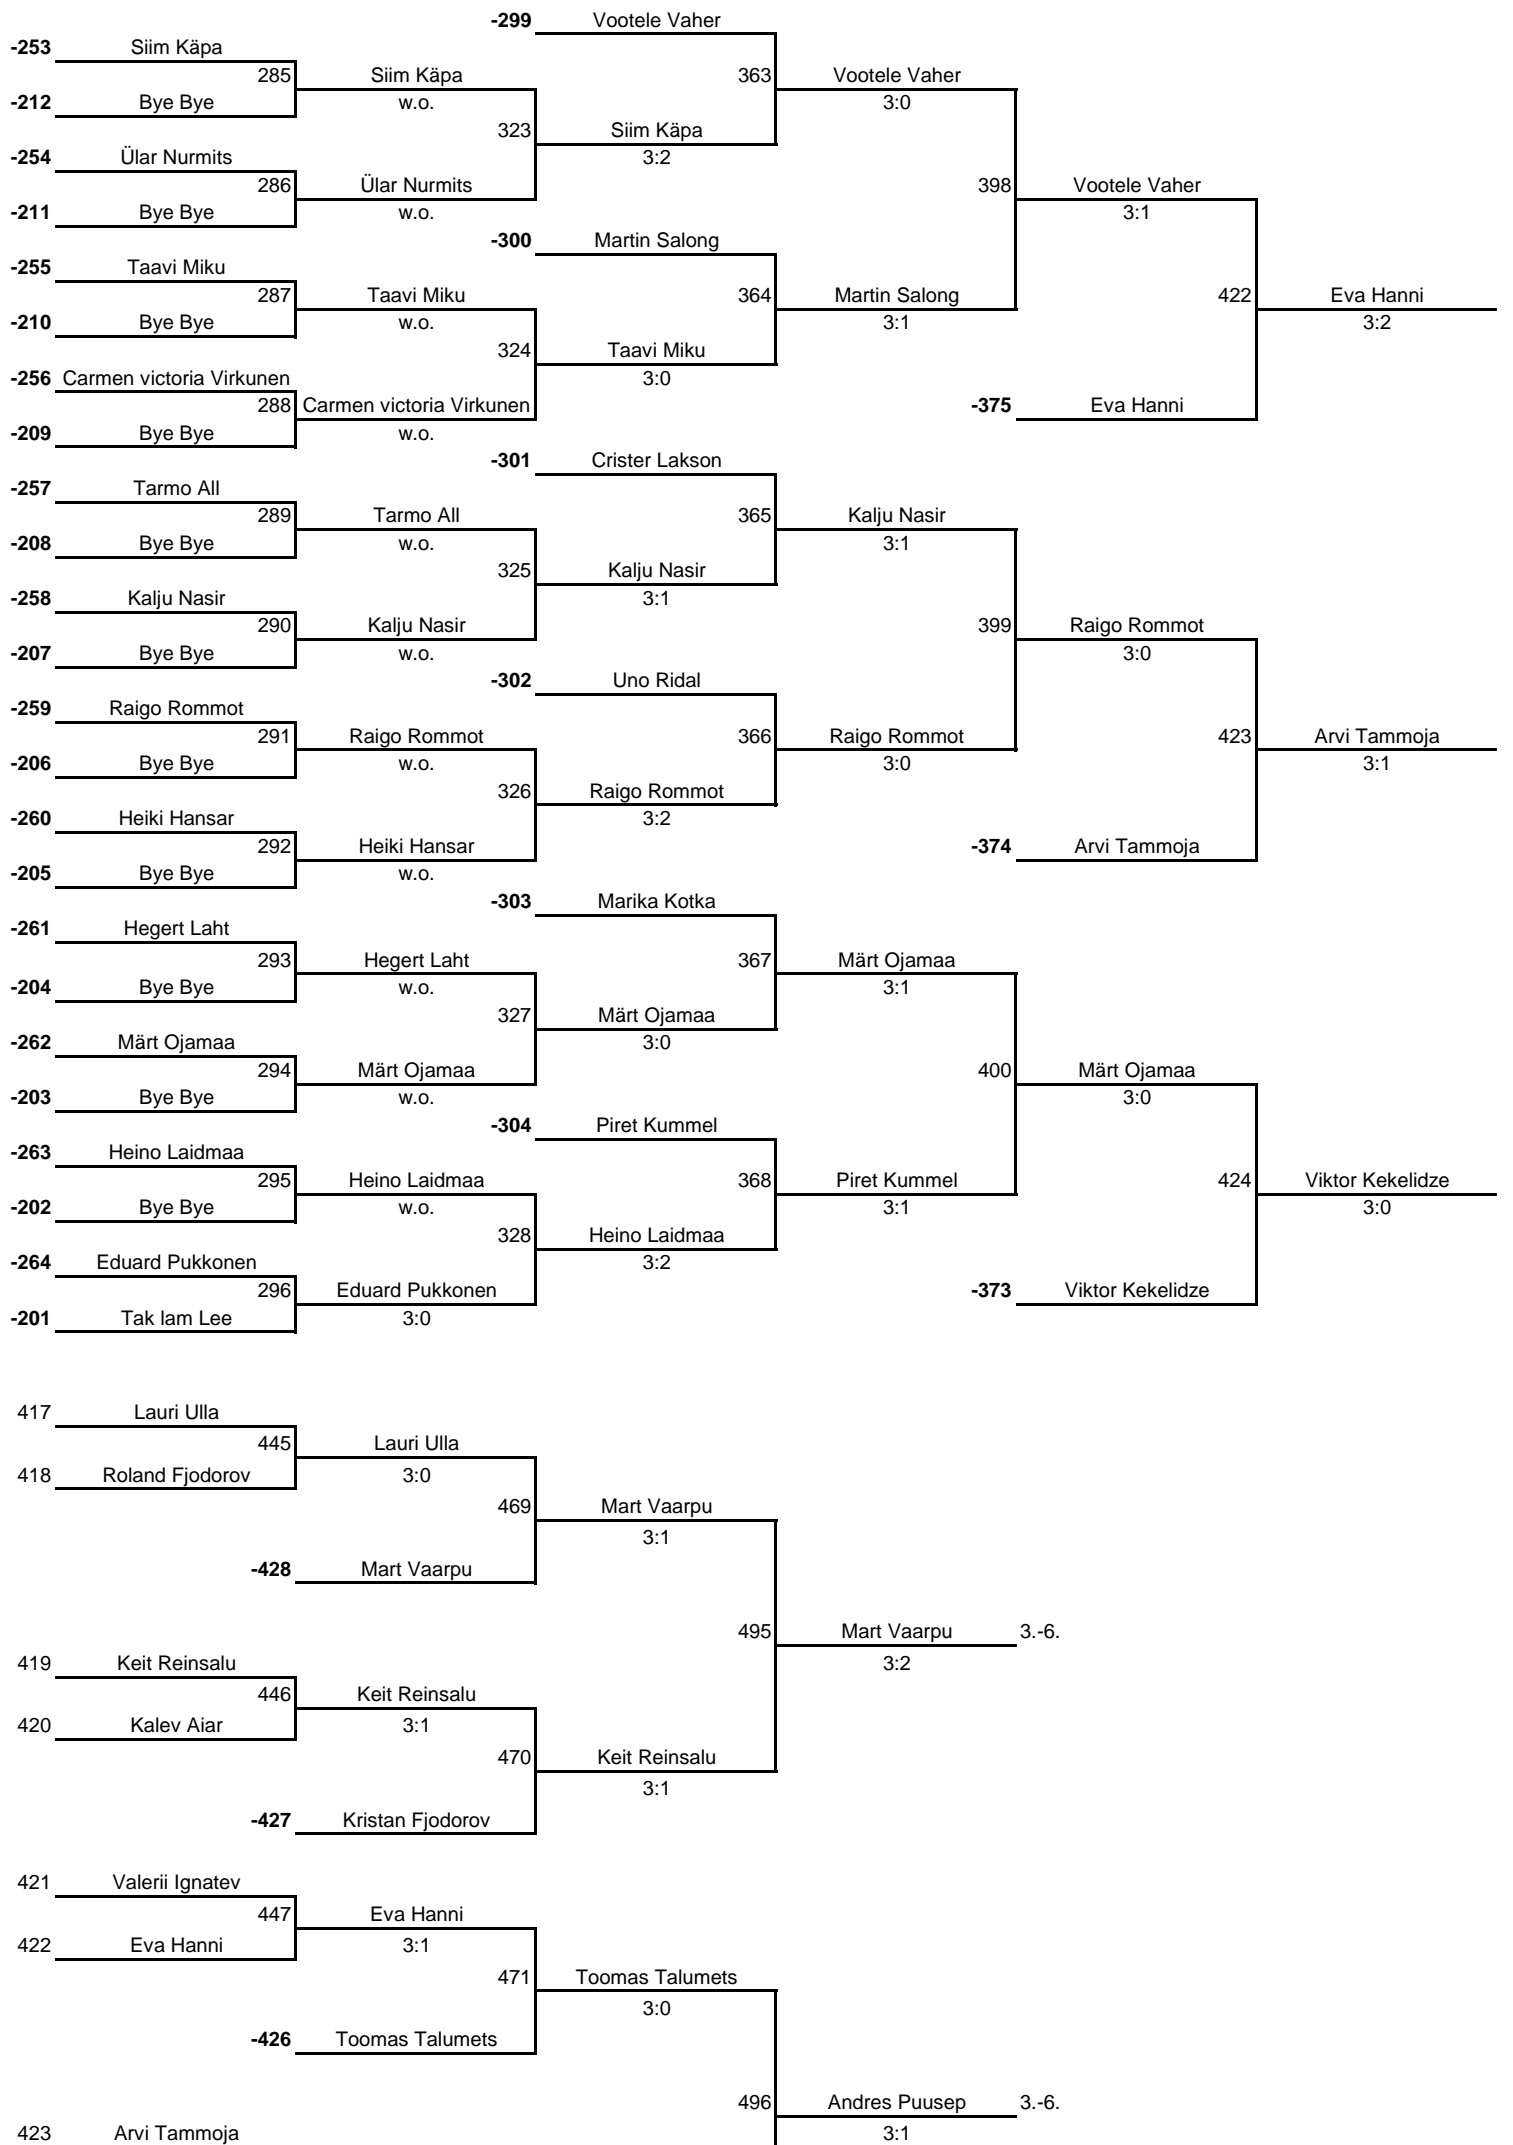 -299 Vootele Vaher
-253 Siim Käpa
285 Siim Käpa 363 Vootele Vaher
-212 Bye Bye w.o. 3:0
323 Siim Käpa
-254 Ülar Nurmits 3:2
286 Ülar Nurmits 398 Vootele Vaher
-211 Bye Bye w.o. 3:1
-300 Martin Salong
-255 Taavi Miku
287 Taavi Miku 364 Martin Salong 422 Eva Hanni
-210 Bye Bye w.o. 3:1 3:2
324 Taavi Miku
-256 Carmen victoria Virkunen 3:0
288 Carmen victoria Virkunen -375 Eva Hanni
-209 Bye Bye w.o.
-301 Crister Lakson
-257 Tarmo All
289 Tarmo All 365 Kalju Nasir
-208 Bye Bye w.o. 3:1
325 Kalju Nasir
-258 Kalju Nasir 3:1
290 Kalju Nasir 399 Raigo Rommot
-207 Bye Bye w.o. 3:0
-302 Uno Ridal
-259 Raigo Rommot
291 Raigo Rommot 366 Raigo Rommot 423 Arvi Tammoja
-206 Bye Bye w.o. 3:0 3:1
326 Raigo Rommot
-260 Heiki Hansar 3:2
292 Heiki Hansar -374 Arvi Tammoja
-205 Bye Bye w.o.
-303 Marika Kotka
-261 Hegert Laht
293 Hegert Laht 367 Märt Ojamaa
-204 Bye Bye w.o. 3:1
327 Märt Ojamaa
-262 Märt Ojamaa 3:0
294 Märt Ojamaa 400 Märt Ojamaa
-203 Bye Bye w.o. 3:0
-304 Piret Kummel
-263 Heino Laidmaa
295 Heino Laidmaa 368 Piret Kummel 424 Viktor Kekelidze
-202 Bye Bye w.o. 3:1 3:0
328 Heino Laidmaa
-264 Eduard Pukkonen 3:2
296 Eduard Pukkonen -373 Viktor Kekelidze
-201 Tak lam Lee 3:0
417 Lauri Ulla
445 Lauri Ulla
418 Roland Fjodorov 3:0
469 Mart Vaarpu
3:1
-428 Mart Vaarpu
495 Mart Vaarpu 3.-6.
419 Keit Reinsalu 3:2
446 Keit Reinsalu
420 Kalev Aiar 3:1
470 Keit Reinsalu
3:1
-427 Kristan Fjodorov
421 Valerii Ignatev
447 Eva Hanni
422 Eva Hanni 3:1
471 Toomas Talumets
3:0
-426 Toomas Talumets
496 Andres Puusep 3.-6.
423 Arvi Tammoja 3:1